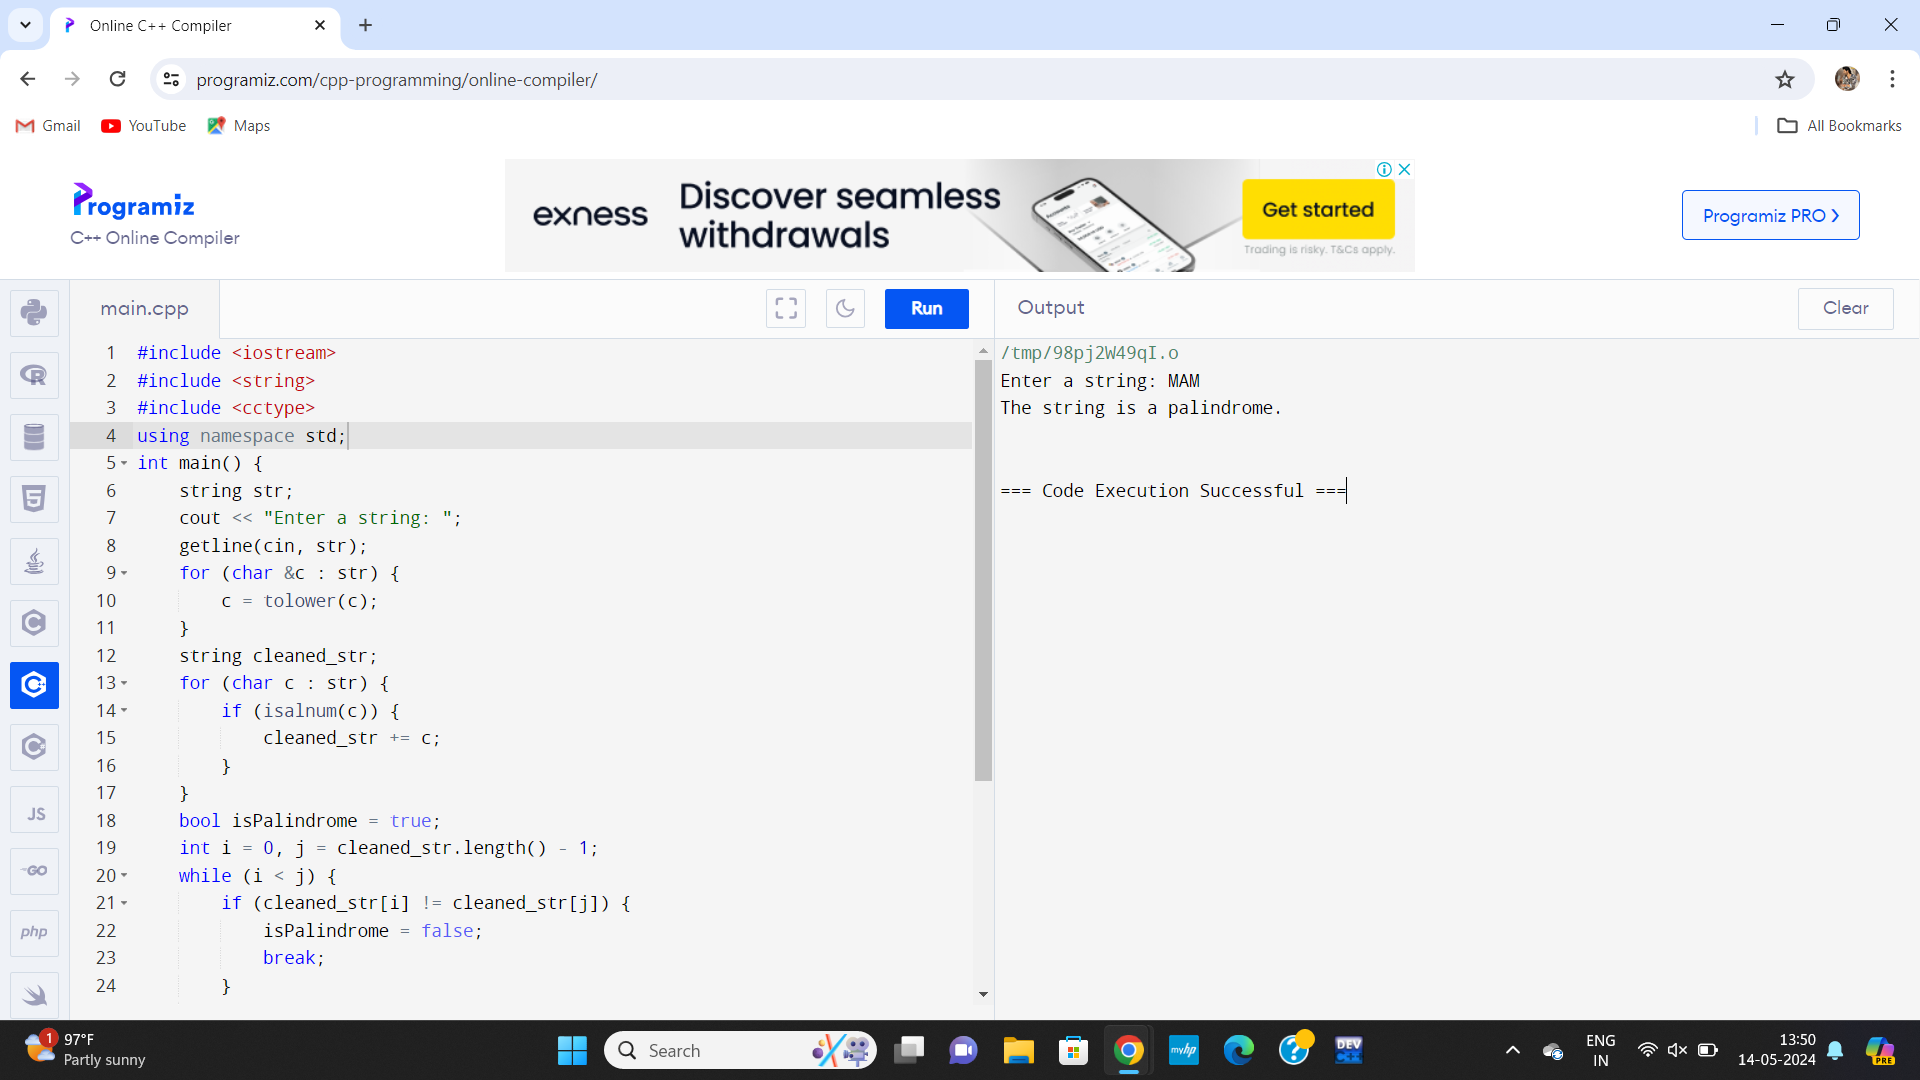 Online C++ Compiler
programiz.com/cpp-programming/online-compiler/
Gmail YouTube Maps All Bookmarks
Programiz
C++ Online Compiler
exness
Discover seamless
withdrawals
Get started
Trading is risky. T&Cs apply.
Programiz PRO ›
main.cpp
Run
Output
Clear
1 #include <iostream>
2 #include <string>
3 #include <cctype>
4 using namespace std;
5 int main() {
6 string str;
7 cout << "Enter a string: ";
8 getline(cin, str);
9 for (char &c : str) {
10 c = tolower(c);
11 }
12 string cleaned_str;
13 for (char c : str) {
14 if (isalnum(c)) {
15 cleaned_str += c;
16 }
17 }
18 bool isPalindrome = true;
19 int i = 0, j = cleaned_str.length() - 1;
20 while (i < j) {
21 if (cleaned_str[i] != cleaned_str[j]) {
22 isPalindrome = false;
23 break;
24 }
/tmp/98pj2W49qI.o
Enter a string: MAM
The string is a palindrome.
=== Code Execution Successful ===
R
5
C
C
C
JS
GO
php
1
97°F
Partly sunny
Search
myhp
?
DEV
C++
ENG
IN
13:50
14-05-2024
PRE